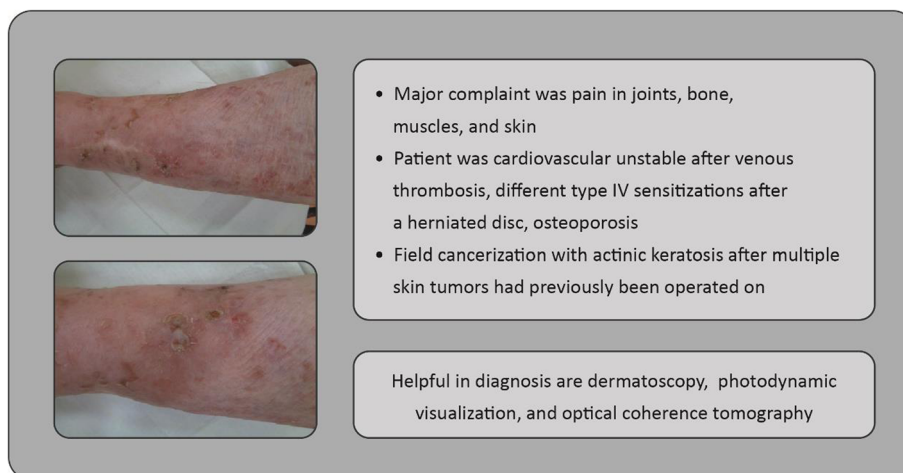 • Major complaint was pain in joints, bone,
muscles, and skin
• Patient was cardiovascular unstable after venous
thrombosis, different type IV sensitizations after
a herniated disc, osteoporosis
• Field cancerization with actinic keratosis after multiple
skin tumors had previously been operated on
Helpful in diagnosis are dermatoscopy, photodynamic
visualization, and optical coherence tomography